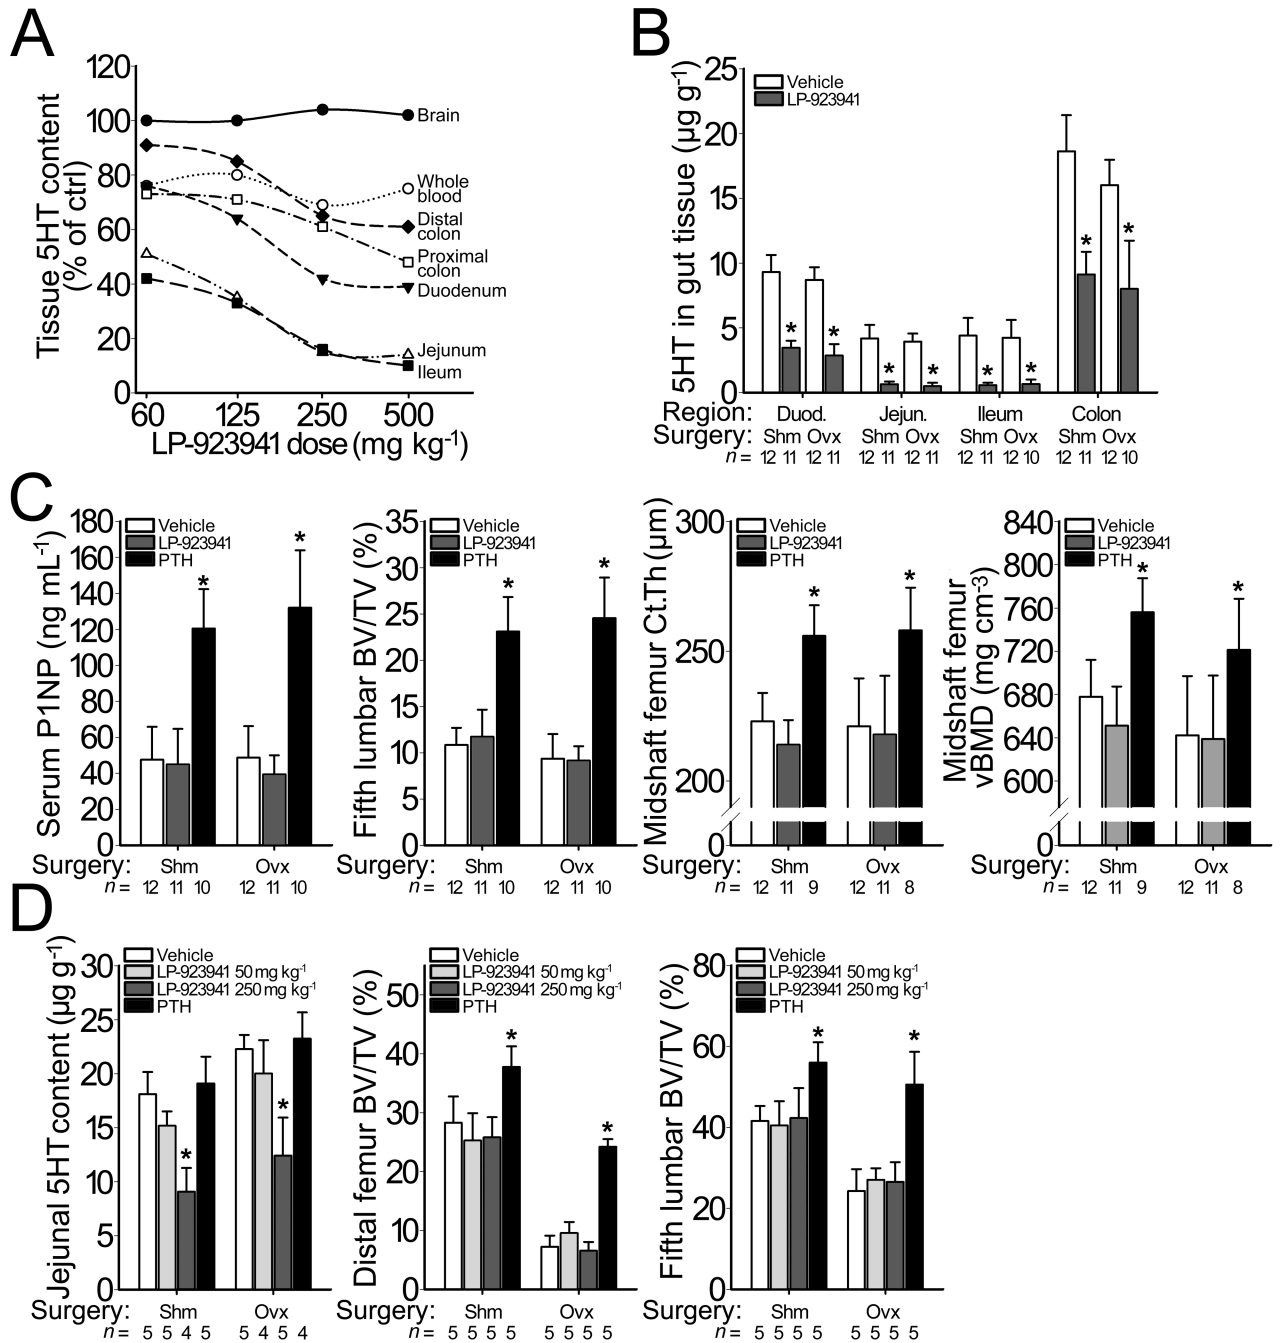 A
Tissue 5HT content
(% of ctrl)
120
100
80
60
40
20
0
Brain
Whole
blood
Distal
colon
Proximal
colon
Duodenum
Jejunum
Ileum
60 125 250 500
LP-923941 dose (mg kg-1)
B
5HT in gut tissue (µg g-1)
25
20
15
10
5
0
Vehicle
LP-923941
* * * * * * * *
Region: Duod. Jejun. Ileum Colon
Surgery: Shm Ovx Shm Ovx Shm Ovx Shm Ovx
n = 12 11 12 11 12 11 12 11 12 11 12 10 12 11 12 10
C
Serum P1NP (ng mL-1)
180
160
140
120
100
80
60
40
20
0
Vehicle
LP-923941
PTH
* *
Surgery: Shm Ovx
n = 12 11 10 12 11 10
Fifth lumbar BV/TV (%)
35
30
25
20
15
10
5
0
Vehicle
LP-923941
PTH
* *
Surgery: Shm Ovx
n = 12 11 10 12 11 10
Midshaft femur Ct.Th (µm)
300
250
200
0
Vehicle
LP-923941
PTH
* *
Surgery: Shm Ovx
n = 12 11 9 12 11 8
Midshaft femur
vBMD (mg cm-3)
840
800
760
720
680
640
600
0
Vehicle
LP-923941
PTH
* *
Surgery: Shm Ovx
n = 12 11 9 12 11 8
D
Jejunal 5HT content (µg g-1)
30
25
20
15
10
5
0
Vehicle
LP-923941 50 mg kg-1
LP-923941 250 mg kg-1
PTH
* *
Surgery: Shm Ovx
n = 5 5 4 5 5 4 5 4
Distal femur BV/TV (%)
50
40
30
20
10
0
Vehicle
LP-923941 50 mg kg-1
LP-923941 250 mg kg-1
PTH
* *
Surgery: Shm Ovx
n = 5 5 5 5 5 5 5 5
Fifth lumbar BV/TV (%)
80
60
40
20
0
Vehicle
LP-923941 50 mg kg-1
LP-923941 250 mg kg-1
PTH
* *
Surgery: Shm Ovx
n = 5 5 5 5 5 5 5 5